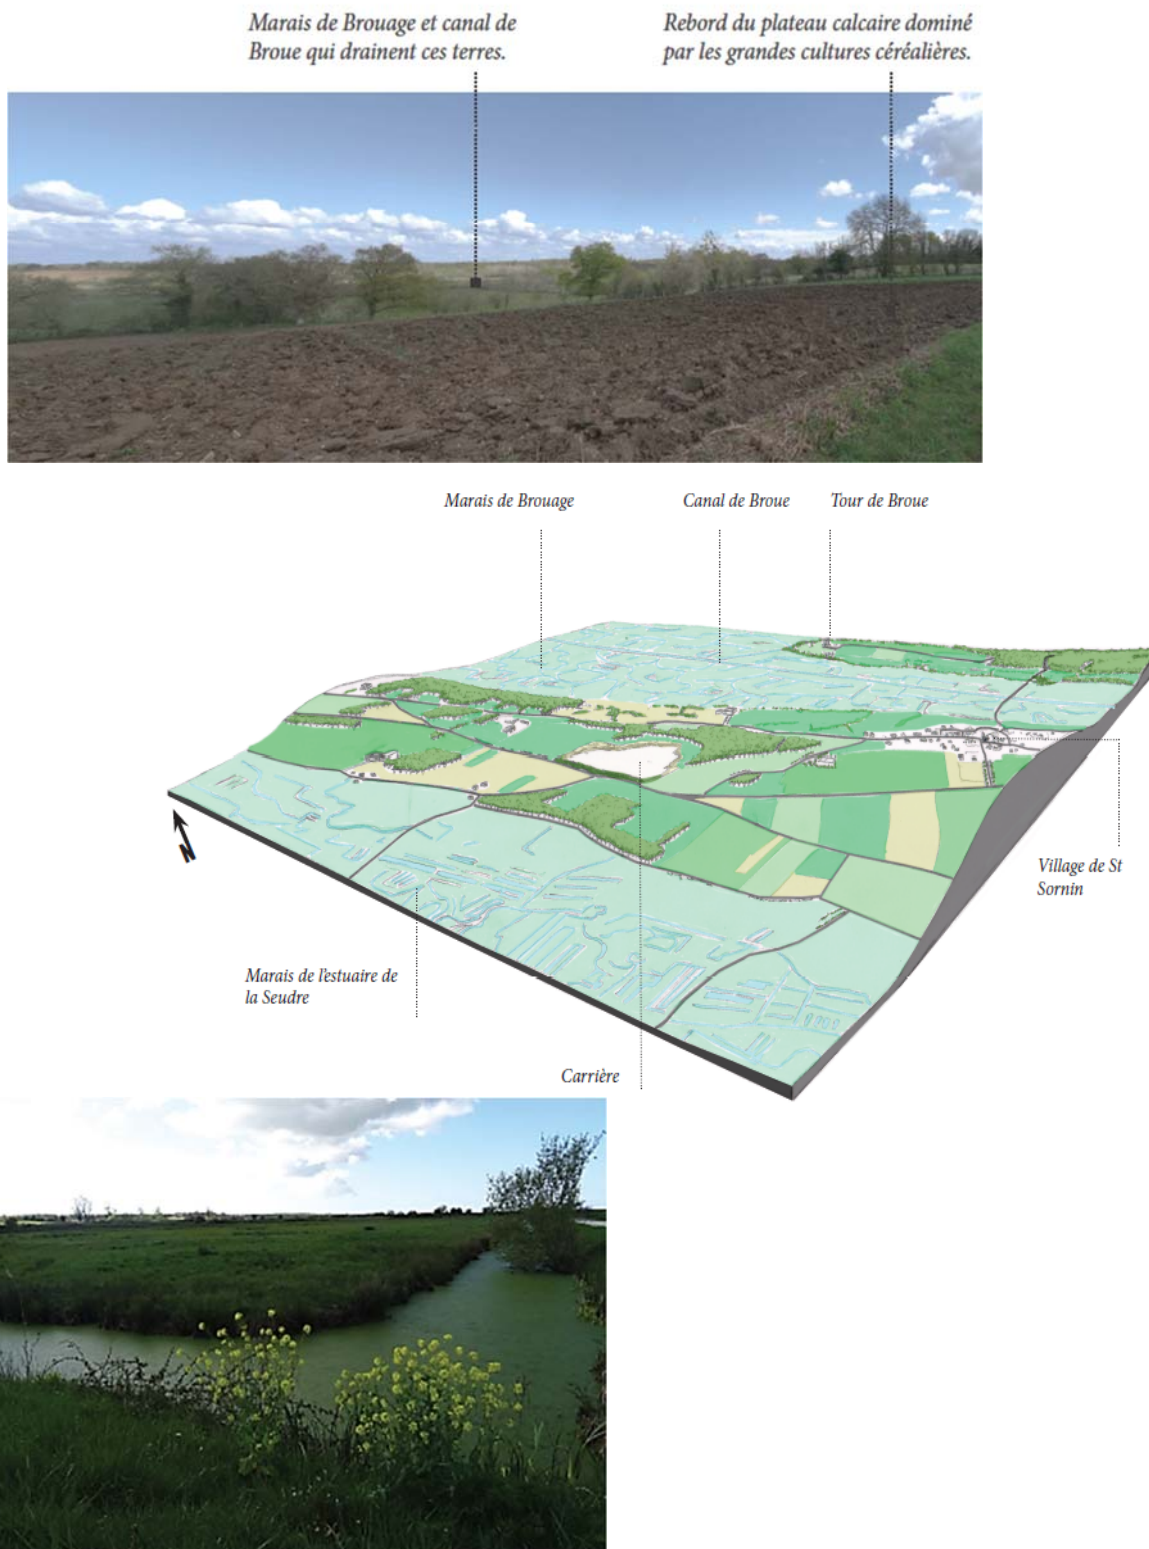 Marais de Brouage et canal de
Broue qui drainent ces terres.
Rebord du plateau calcaire dominé
par les grandes cultures céréalières.
Marais de Brouage
Canal de Broue
Tour de Broue
N
Village de St
Sornin
Marais de l'estuaire de
la Seudre
Carrière